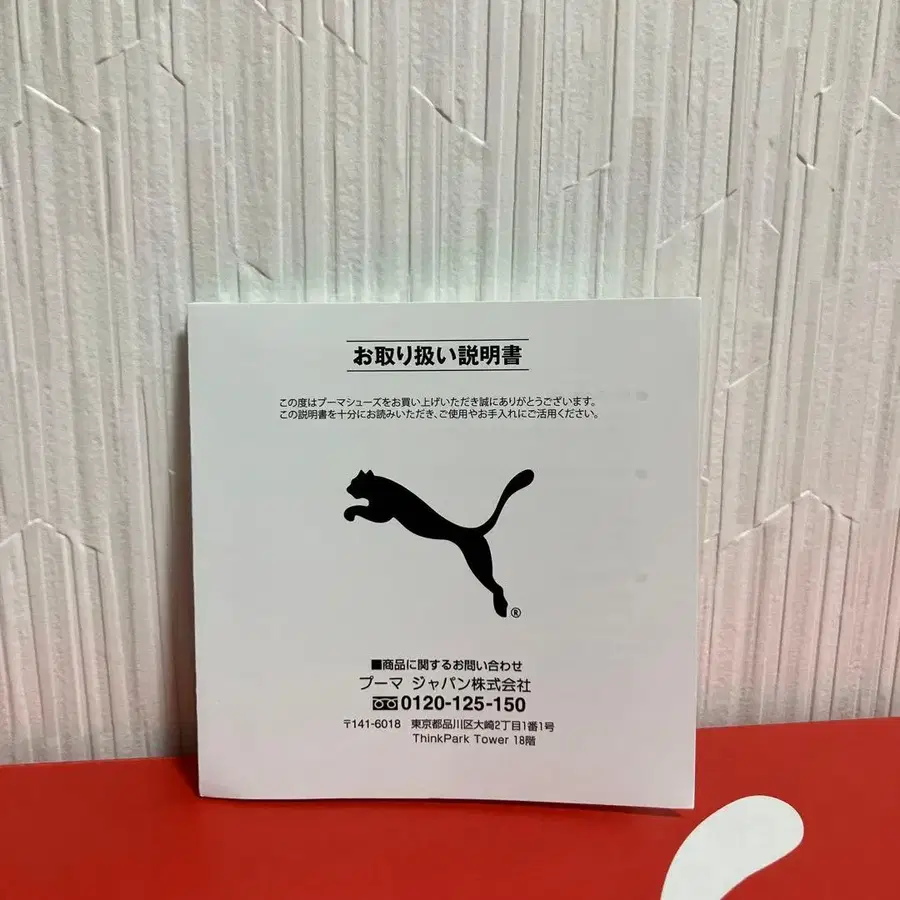 お取り扱い説明書
この度はプーマシューズをお買い上げいただき誠にありがとうございます。
この説明書を十分にお読みいただき、ご使用やお手入れにご活用ください。
®
■商品に関するお問い合わせ
プーマ ジャパン株式会社
0120-125-150
〒141-6018 東京都品川区大崎2丁目1番1号
ThinkPark Tower 18階